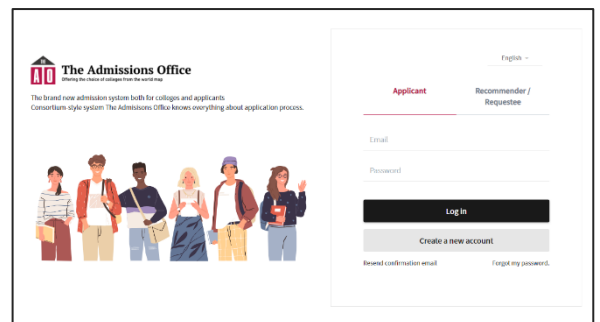 The Admissions Office
Offering the choice of colleges from the world map
The brand new admission system both for colleges and applicants
Consortium-style system The Admisions Office knows everything about application process.
English
Applicant
Recommender /
Requestee
Email
Password
Log in
Create a new account
Resend confirmation email
Forgot my password.